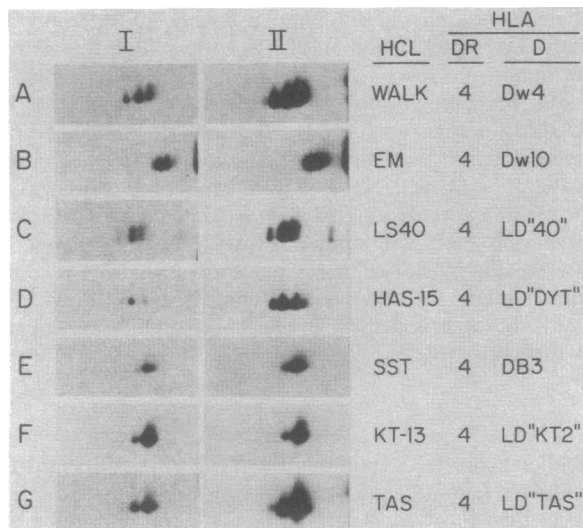 HLA
I II HCL DR D
A WALK 4 Dw4
B EM 4 Dw10
C LS40 4 LD"40"
D HAS-15 4 LD"DYT"
E SST 4 DB3
F KT-13 4 LD"KT2"
G TAS 4 LD"TAS"